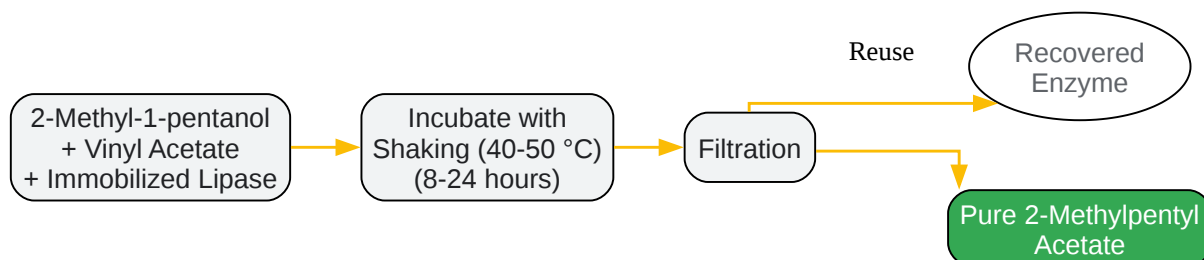 2-Methyl-1-pentanol
+ Vinyl Acetate
+ Immobilized Lipase
Incubate with
Shaking (40-50 °C)
(8-24 hours)
Filtration
Reuse
Recovered
Enzyme
Pure 2-Methylpentyl
Acetate